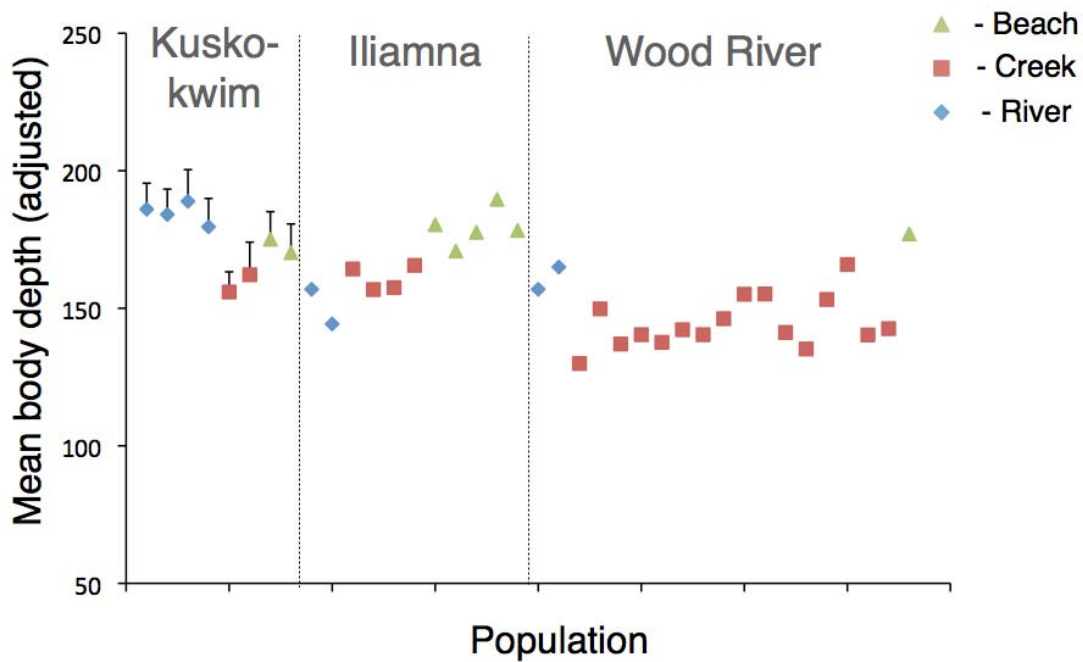 Kusko-
kwim
Iliamna
Wood River
- Beach
- Creek
- River
Mean body depth (adjusted)
250
200
150
100
50
Population